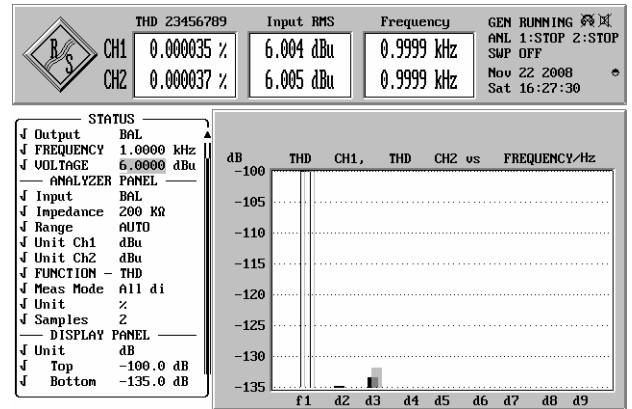 THD 23456789 Input RMS Frequency
R&S CH1 0.000035 % 6.004 dBu 0.9999 kHz
CH2 0.000037 % 6.005 dBu 0.9999 kHz
GEN RUNNING
ANL 1:STOP 2:STOP
SWP OFF
Nov 22 2008
Sat 16:27:30
STATUS
Output BAL
FREQUENCY 1.0000 kHz
VOLTAGE 6.0000 dBu
ANALYZER PANEL
Input BAL
Impedance 200 KΩ
Range AUTO
Unit Ch1 dBu
Unit Ch2 dBu
FUNCTION - THD
Meas Mode All di
Unit %
Samples 2
DISPLAY PANEL
Unit dB
Top -100.0 dB
Bottom -135.0 dB
dB THD CH1, THD CH2 vs FREQUENCY/Hz
-100
-105
-110
-115
-120
-125
-130
-135
f1 d2 d3 d4 d5 d6 d7 d8 d9